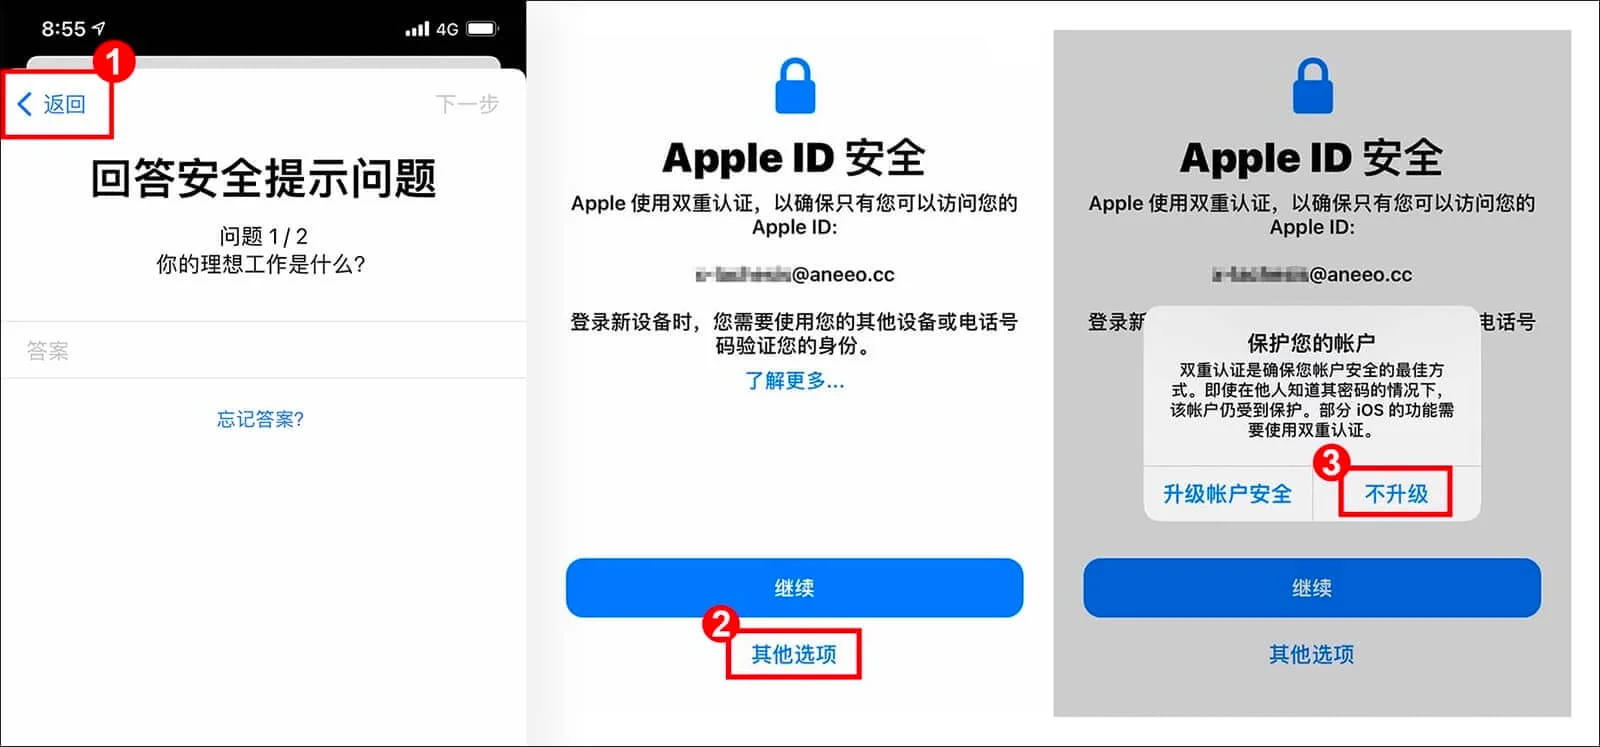 8:55
4G
1
返回
下一步
回答安全提示问题
问题 1 / 2
你的理想工作是什么?
答案
忘记答案?
Apple ID 安全
Apple 使用双重认证，以确保只有您可以访问您的
Apple ID:
@aneeo.cc
登录新设备时，您需要使用您的其他设备或电话号
码验证您的身份。
了解更多...
继续
2
其他选项
Apple ID 安全
Apple 使用双重认证，以确保只有您可以访问您的
Apple ID:
@aneeo.cc
登录新
电话号
保护您的帐户
双重认证是确保您帐户安全的最佳方
式。即使在他人知道其密码的情况下，
该帐户仍受到保护。部分 iOS 的功能需
要使用双重认证。
3
升级帐户安全
不升级
继续
其他选项